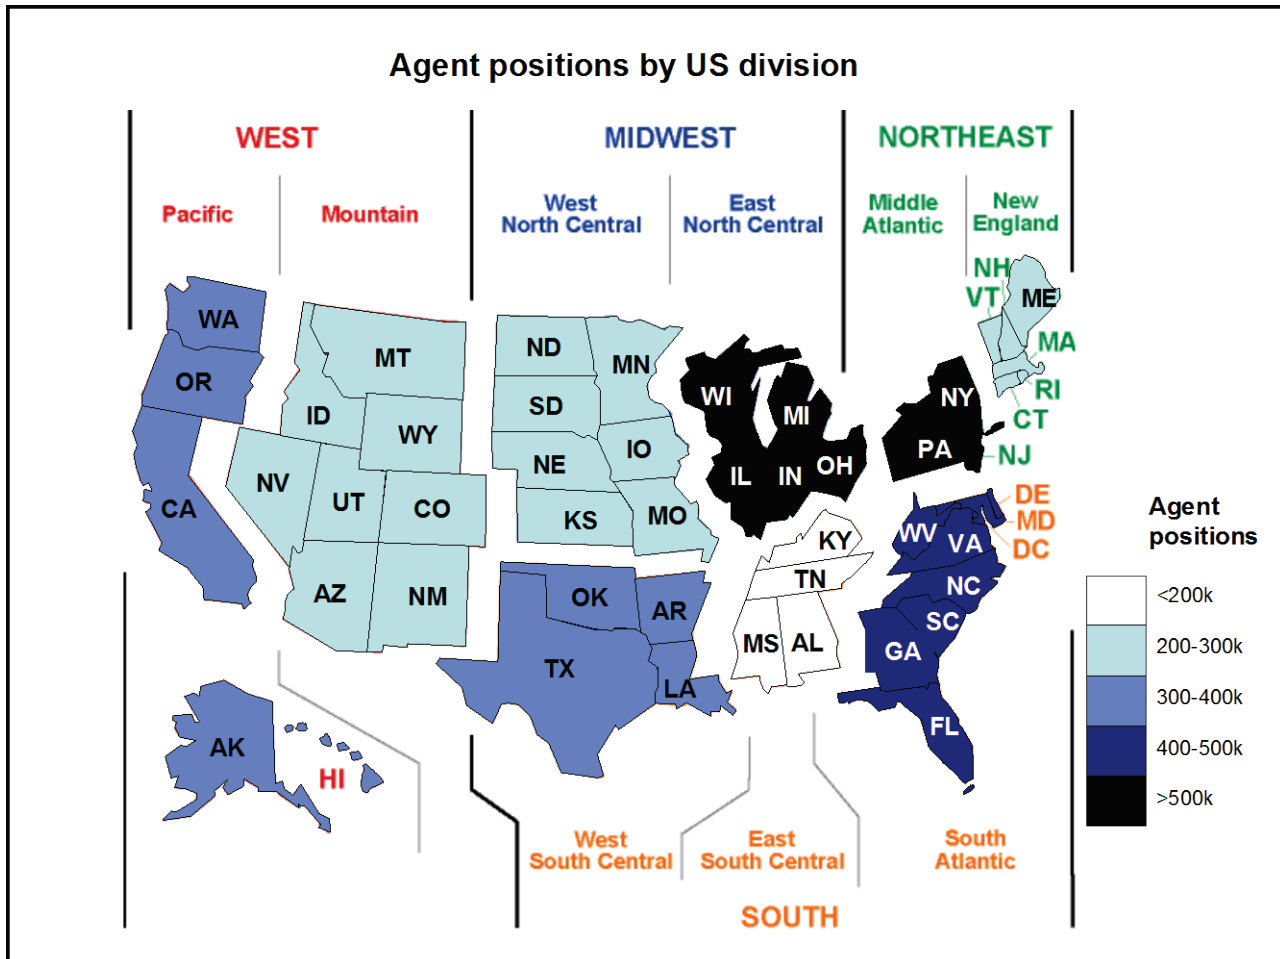 Agent positions by US division
WEST
MIDWEST
NORTHEAST
Pacific
Mountain
West
North Central
East
North Central
Middle
Atlantic
New
England
WA
OR
CA
MT
ID
WY
NV
UT
CO
AZ
NM
ND
MN
SD
IO
NE
KS
MO
WI
MI
IL
IN
OH
NH
VT
ME
MA
RI
CT
NY
PA
NJ
DE
MD
DC
WV
VA
NC
SC
GA
FL
KY
TN
MS
AL
OK
AR
TX
LA
AK
HI
Agent
positions
<200k
200-300k
300-400k
400-500k
>500k
West
South Central
East
South Central
South
Atlantic
SOUTH